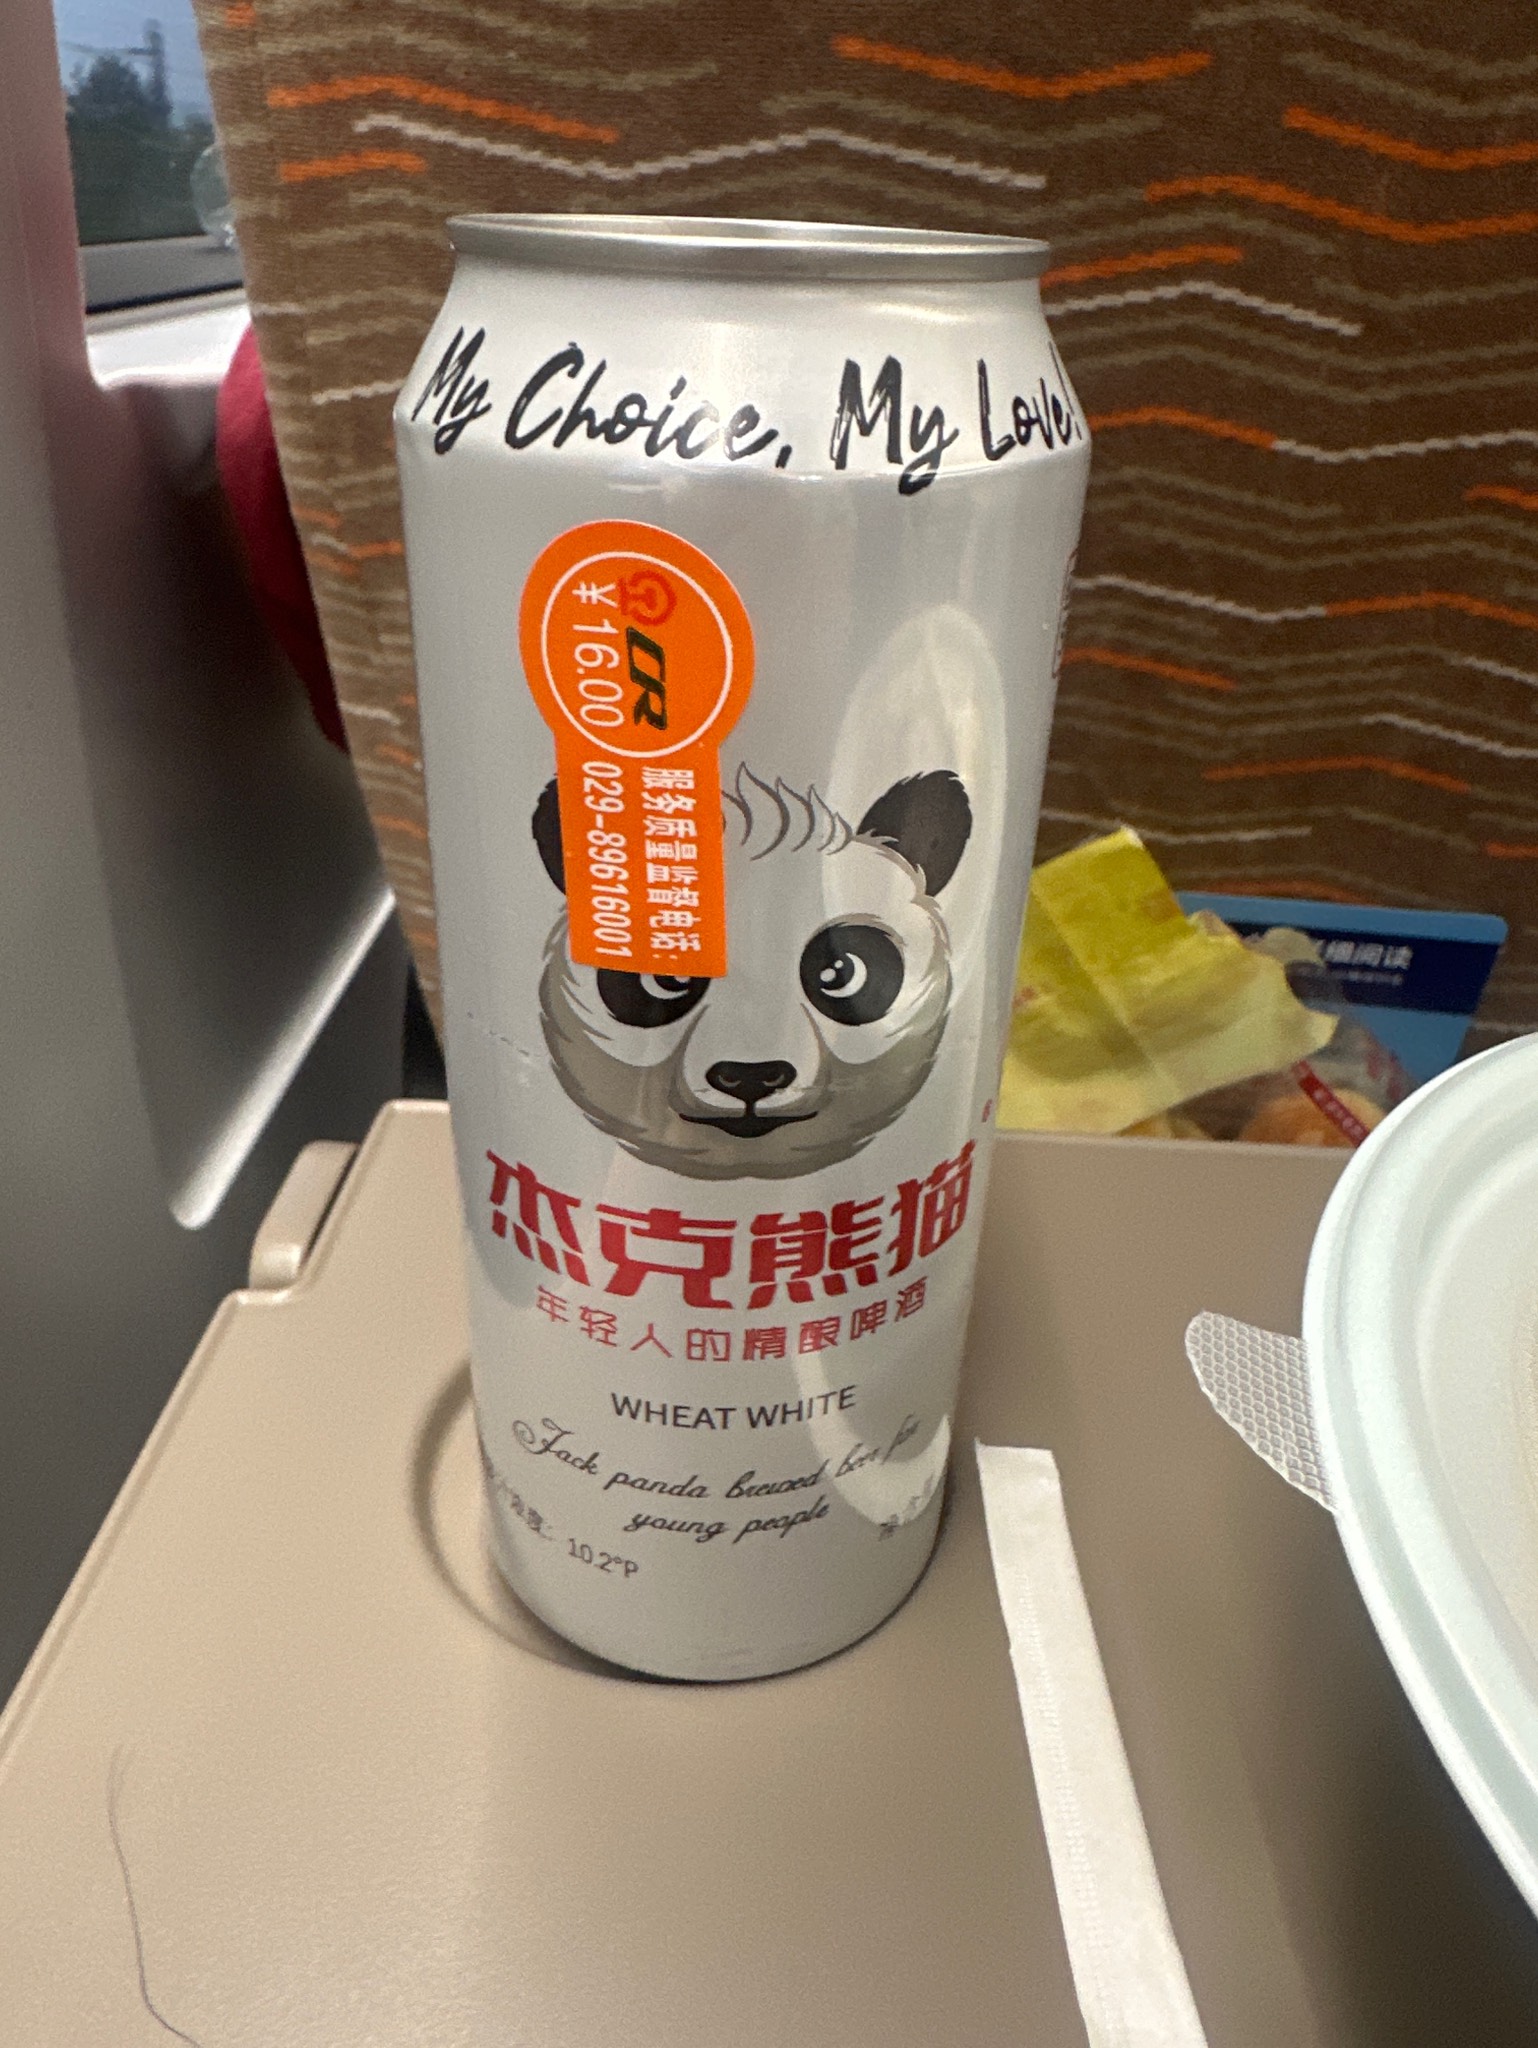 My Choice, My Love!
CR
¥16.00
服务质量监督电话:
029-89616001
杰克熊猫
年轻人的精酿啤酒
WHEAT WHITE
Jack panda brewed beer for
young people
10.2°P
阅读